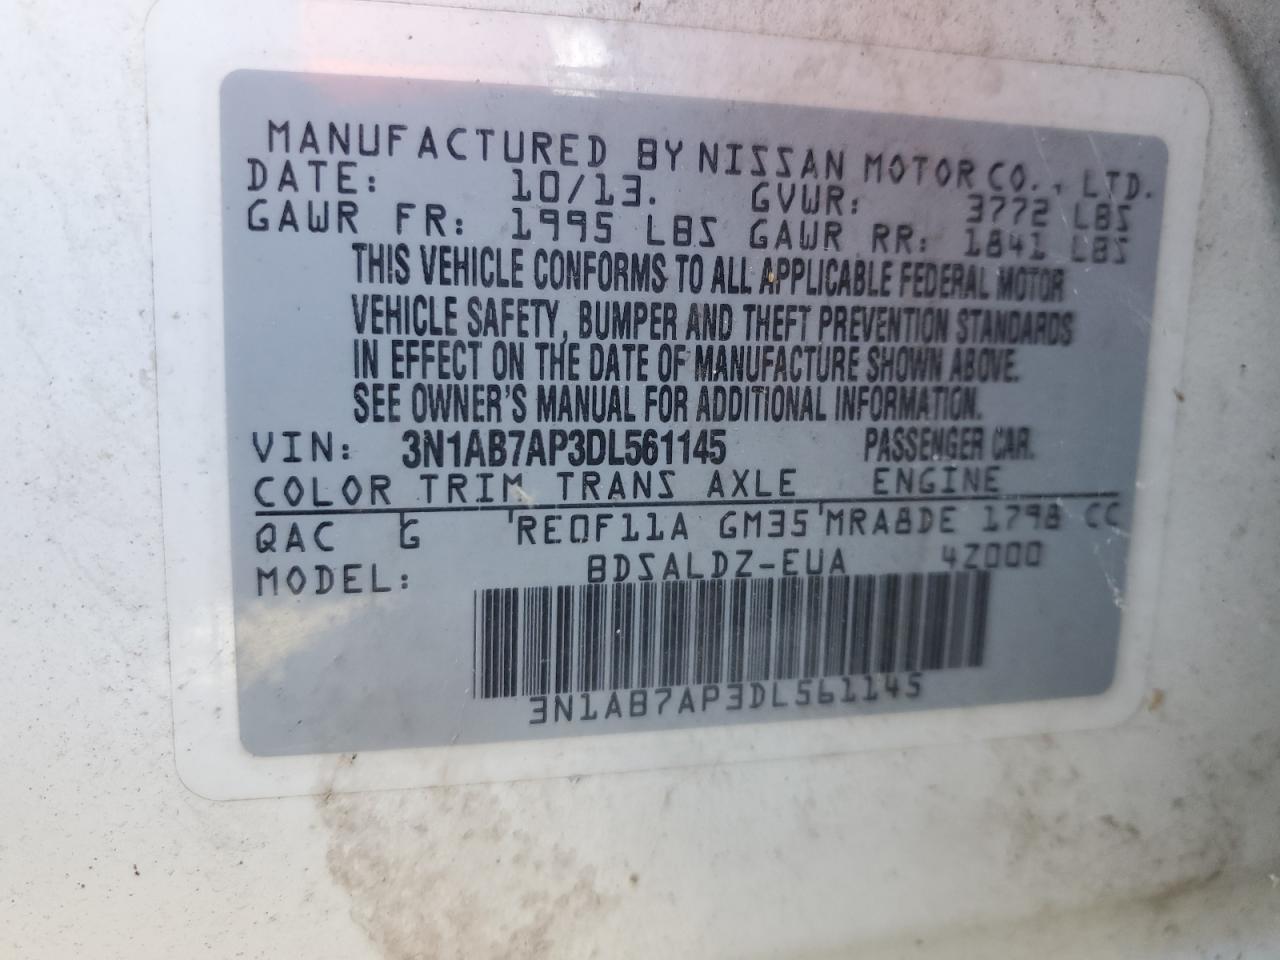 MANUFACTURED BY NISSAN MOTOR CO., LTD.
DATE: 10/13. GVWR: 3772 LBS
GAWR FR: 1995 LBS GAWR RR: 1841 LBS
THIS VEHICLE CONFORMS TO ALL APPLICABLE FEDERAL MOTOR
VEHICLE SAFETY, BUMPER AND THEFT PREVENTION STANDARDS
IN EFFECT ON THE DATE OF MANUFACTURE SHOWN ABOVE.
SEE OWNER'S MANUAL FOR ADDITIONAL INFORMATION.
VIN: 3N1AB7AP3DL561145 PASSENGER CAR.
COLOR TRIM TRANS AXLE ENGINE
QAC G RE0F11A GM35 MRA8DE 1798 CC
MODEL: BDSALDZ-EUA 4Z000
3N1AB7AP3DL561145